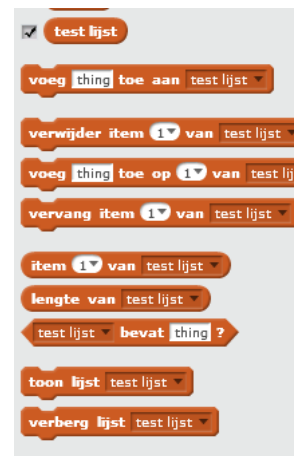 test lijst
voeg thing toe aan test lijst
verwijder item 1 van test lijst
voeg thing toe op 1 van test lij
vervang item 1 van test lijst
item 1 van test lijst
lengte van test lijst
test lijst bevat thing ?
toon lijst test lijst
verberg lijst test lijst